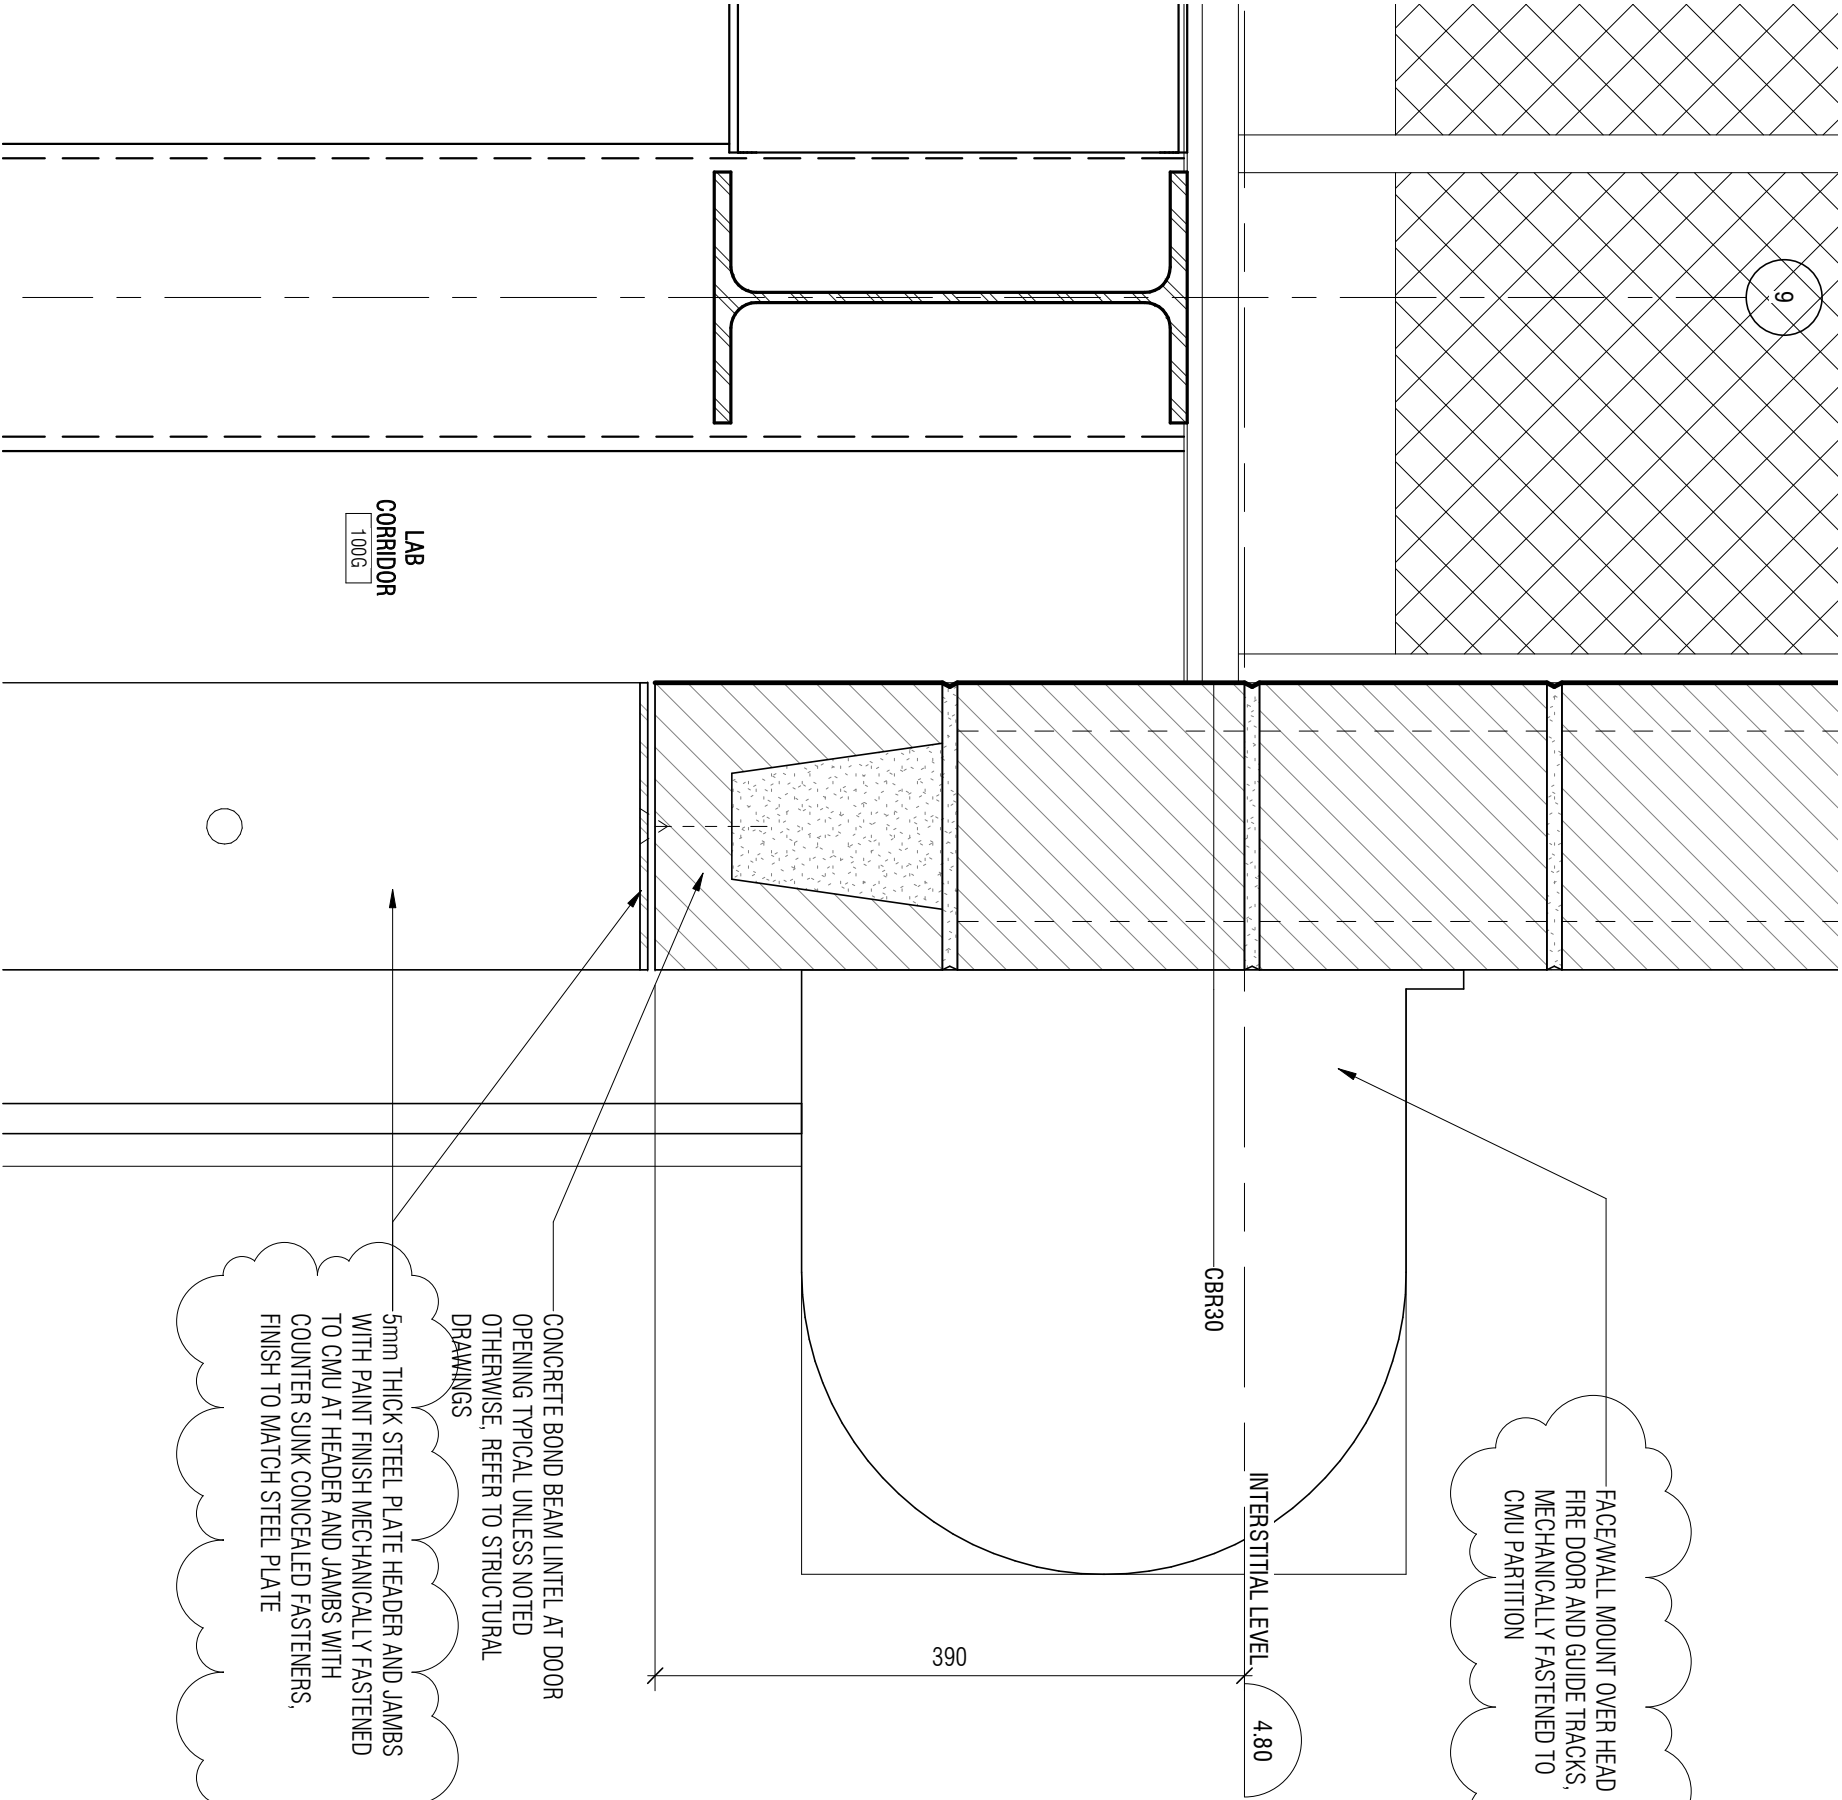 9
FACE/WALL MOUNT OVER HEAD
FIRE DOOR AND GUIDE TRACKS,
MECHANICALLY FASTENED TO
CMU PARTITION
INTERSTITIAL LEVEL
4.80
CBR30
390
LAB
CORRIDOR
100G
CONCRETE BOND BEAM LINTEL AT DOOR
OPENING TYPICAL UNLESS NOTED
OTHERWISE, REFER TO STRUCTURAL
DRAWINGS
5mm THICK STEEL PLATE HEADER AND JAMBS
WITH PAINT FINISH MECHANICALLY FASTENED
TO CMU AT HEADER AND JAMBS WITH
COUNTER SUNK CONCEALED FASTENERS,
FINISH TO MATCH STEEL PLATE